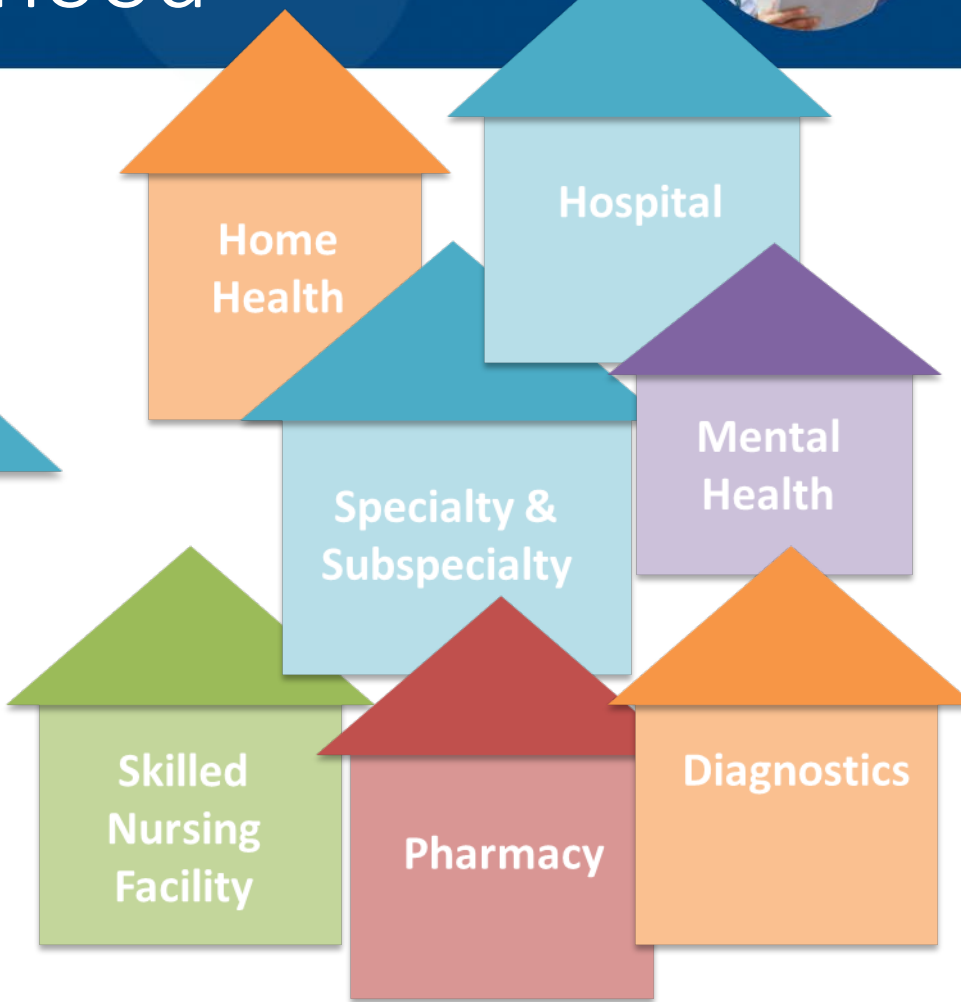 Home
Health
Hospital
Mental
Health
Specialty &
Subspecialty
Skilled
Nursing
Facility
Pharmacy
Diagnostics